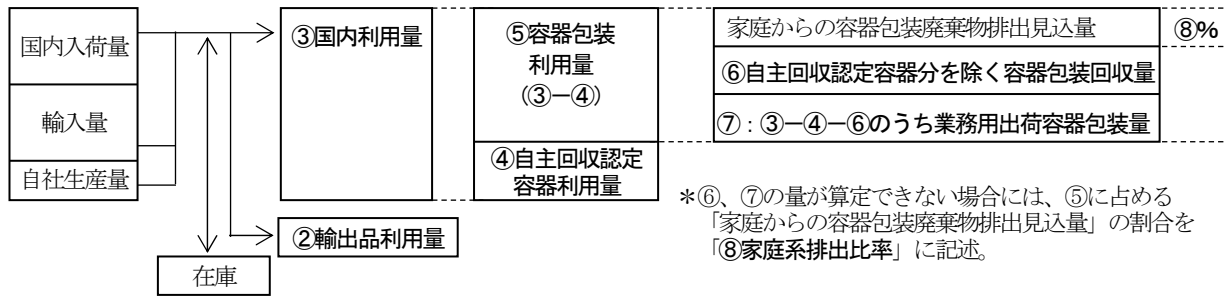 国内入荷量
輸入量
自社生産量
在庫
③国内利用量
②輸出品利用量
⑤容器包装
利用量
(③－④)
④自主回収認定
容器利用量
家庭からの容器包装廃棄物排出見込量
⑧%
⑥自主回収認定容器分を除く容器包装回収量
⑦：③－④－⑥のうち業務用出荷容器包装量
＊⑥、⑦の量が算定できない場合には、⑤に占める
「家庭からの容器包装廃棄物排出見込量」の割合を
「⑧家庭系排出比率」に記述。